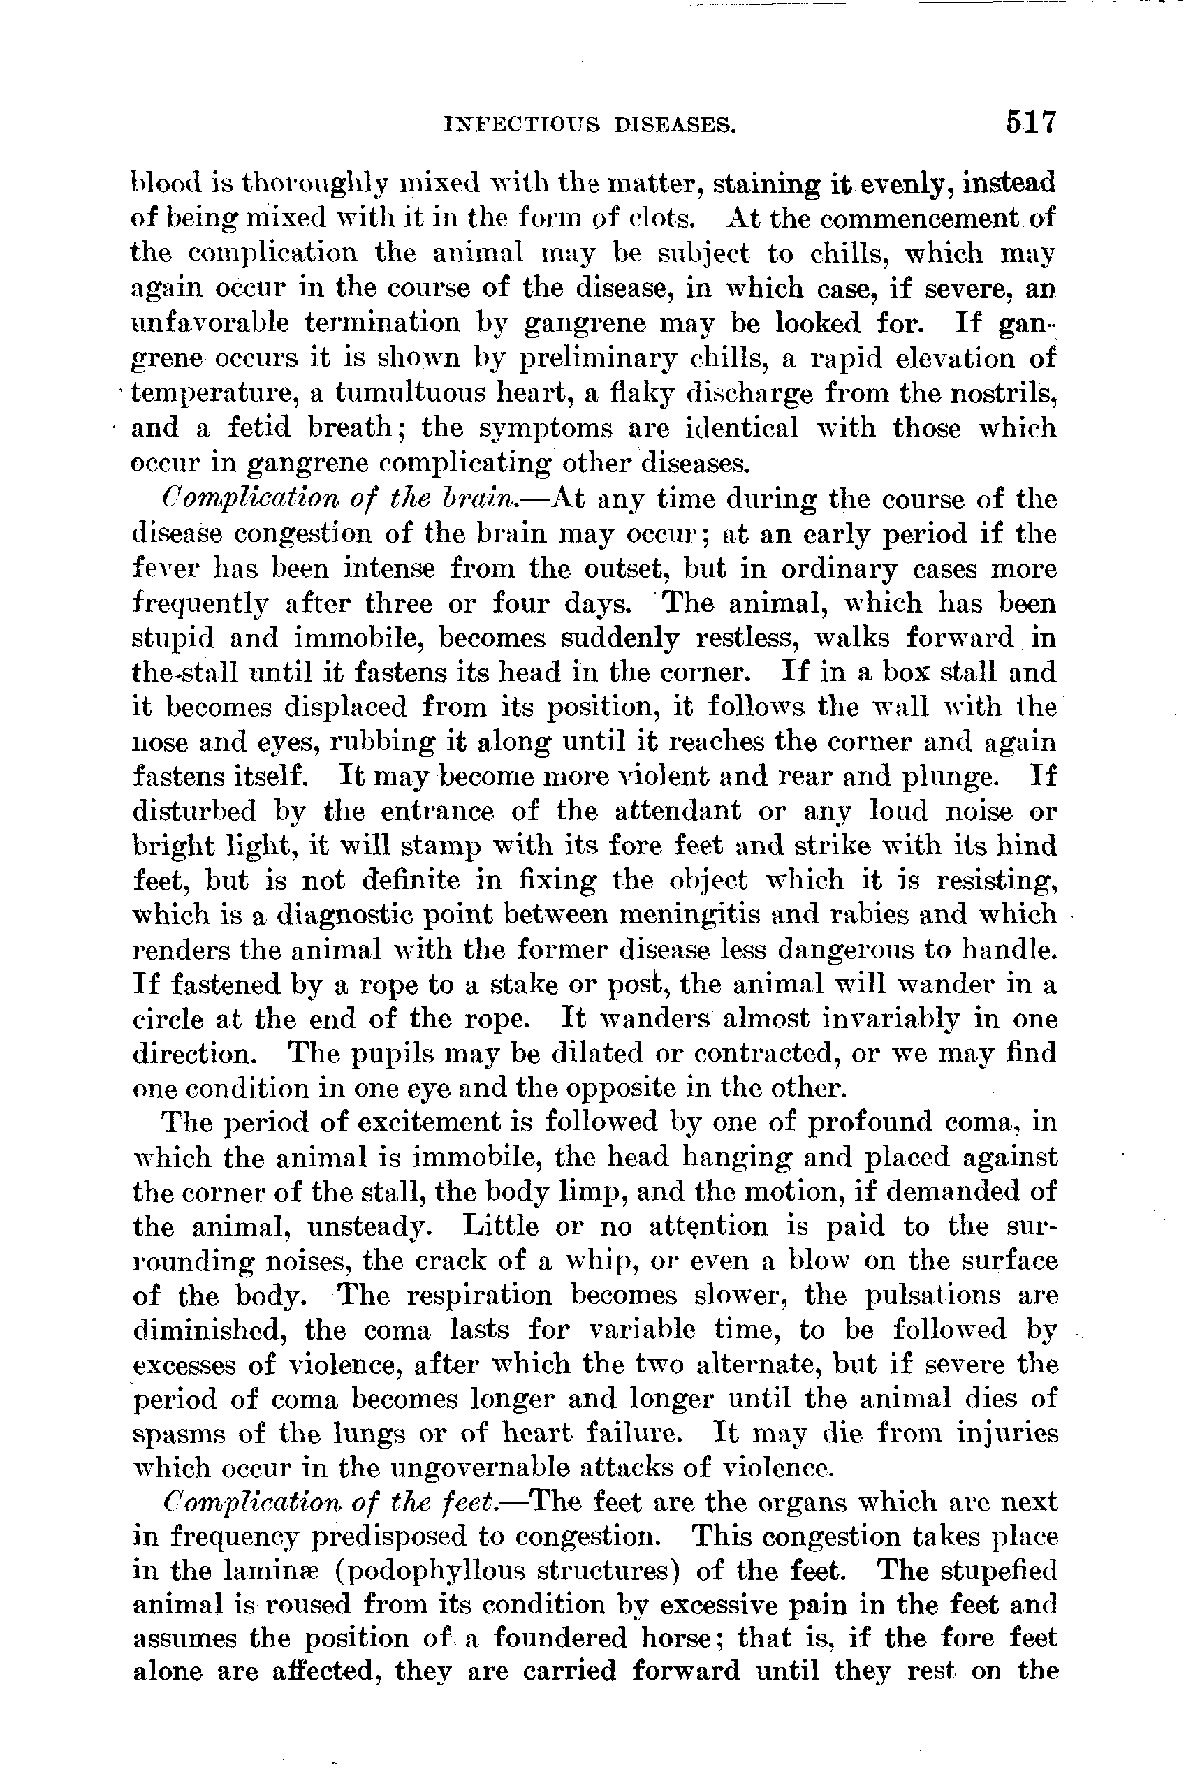 INFECTIOUS DISEASES. 517
blood is thoroughly mixed with the matter, staining it evenly, instead
of being mixed with it in the form of clots. At the commencement of
the complication the animal may be subject to chills, which may
again occur in the course of the disease, in which case, if severe, an
unfavorable termination by gangrene may be looked for. If gan-
grene occurs it is shown by preliminary chills, a rapid elevation of
temperature, a tumultuous heart, a flaky discharge from the nostrils,
and a fetid breath; the symptoms are identical with those which
occur in gangrene complicating other diseases.
Complication of the brain.—At any time during the course of the
disease congestion of the brain may occur; at an early period if the
fever has been intense from the outset, but in ordinary cases more
frequently after three or four days. The animal, which has been
stupid and immobile, becomes suddenly restless, walks forward in
the stall until it fastens its head in the corner. If in a box stall and
it becomes displaced from its position, it follows the wall with the
nose and eyes, rubbing it along until it reaches the corner and again
fastens itself. It may become more violent and rear and plunge. If
disturbed by the entrance of the attendant or any loud noise or
bright light, it will stamp with its fore feet and strike with its hind
feet, but is not definite in fixing the object which it is resisting,
which is a diagnostic point between meningitis and rabies and which
renders the animal with the former disease less dangerous to handle.
If fastened by a rope to a stake or post, the animal will wander in a
circle at the end of the rope. It wanders almost invariably in one
direction. The pupils may be dilated or contracted, or we may find
one condition in one eye and the opposite in the other.
The period of excitement is followed by one of profound coma, in
which the animal is immobile, the head hanging and placed against
the corner of the stall, the body limp, and the motion, if demanded of
the animal, unsteady. Little or no attention is paid to the sur-
rounding noises, the crack of a whip, or even a blow on the surface
of the body. The respiration becomes slower, the pulsations are
diminished, the coma lasts for variable time, to be followed by
excesses of violence, after which the two alternate, but if severe the
period of coma becomes longer and longer until the animal dies of
spasms of the lungs or of heart failure. It may die from injuries
which occur in the ungovernable attacks of violence.
Complication of the feet.—The feet are the organs which are next
in frequency predisposed to congestion. This congestion takes place
in the laminæ (podophyllous structures) of the feet. The stupefied
animal is roused from its condition by excessive pain in the feet and
assumes the position of a foundered horse; that is, if the fore feet
alone are affected, they are carried forward until they rest on the